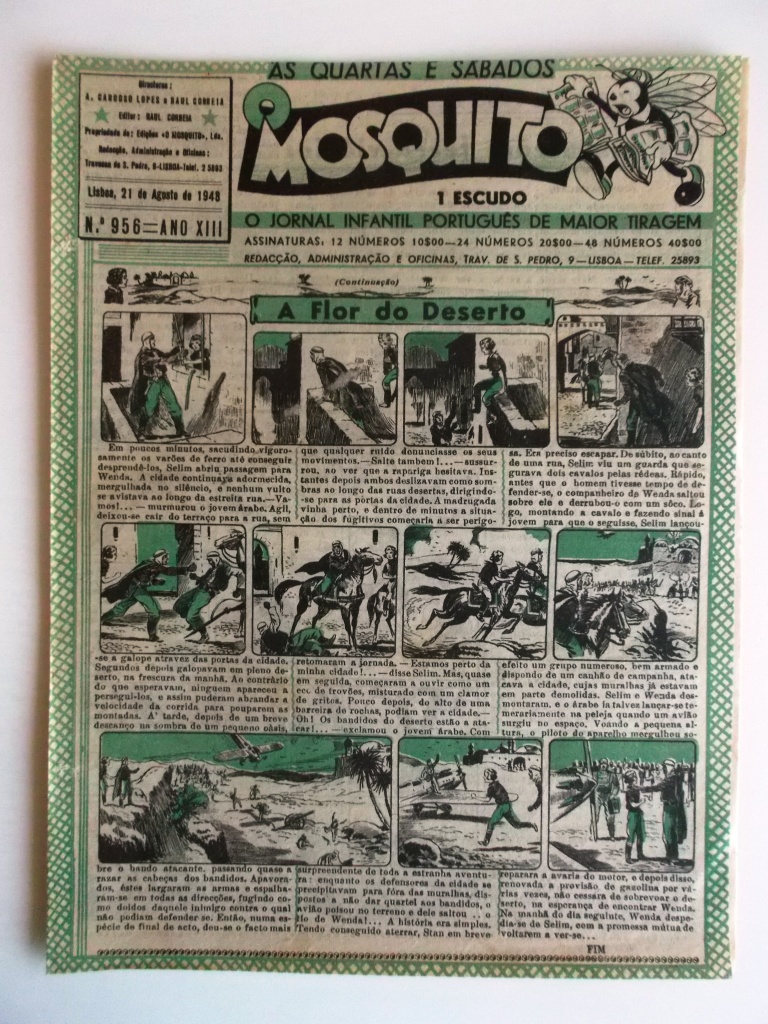 AS QUARTAS E SABADOS
Directores:
A. CARDOSO LOPES e RAUL CORREIA
Editor: RAUL CORREIA
Propriedade da: Edições «O MOSQUITO», Lda.
Redacção, Administração e Oficinas:
Travessa de S. Pedro, 9-LISBOA-Telef. 2 5893
Lisboa, 21 de Agosto de 1948
N.º 956=ANO XIII
O MOSQUITO
1 ESCUDO
O JORNAL INFANTIL PORTUGUÊS DE MAIOR TIRAGEM
ASSINATURAS: 12 NÚMEROS 10$00—24 NÚMEROS 20$00—48 NÚMEROS 40$00
REDACÇÃO, ADMINISTRAÇÃO E OFICINAS, TRAV. DE S. PEDRO, 9—LISBOA—TELEF. 25893
(Continuação)
A Flor do Deserto
Em poucos minutos, sacudindo vigoro-
samente os varões de ferro até conseguir
desprendê-los, Selim abriu passagem para
Wenda. A cidade continuava adormecida,
mergulhada no silêncio, e nenhum vulto
se avistava ao longo da estreita rua.—Va-
mos!... — murmurou o jovem árabe. Agil,
deixou-se cair do terraço para a rua, sem
que qualquer ruido denunciasse os seus
movimentos.—Salte tambem!... —sussur-
rou, ao ver que a rapariga hesitava. Ins-
tantes depois ambos deslizavam como som-
bras ao longo das ruas desertas, dirigindo-
-se para as portas da cidade. A madrugada
vinha perto, e dentro de minutos a situa-
ção dos fugitivos começaria a ser perigo-
sa. Era preciso escapar. De súbito, ao canto
de uma rua, Selim viu um guarda que se-
gurava dois cavalos pelas rédeas. Rápido,
antes que o homem tivesse tempo de de-
fender-se, o companheiro de Wenda saltou
sobre ele e derrubou-o com um sôco. Lo-
go, montando a cavalo e fazendo sinal á
jovem para que o seguisse, Selim lançou-
-se a galope atravez das portas da cidade.
Segundos depois galopavam em pleno de-
serto, na frescura da manhã. Ao contrário
do que esperavam, ninguem apareceu a
persegui-los, e assim puderam abrandar a
velocidade da corrida para pouparem as
montadas. A' tarde, depois de um breve
descanço na sombra de um pequeno oásis,
retomaram a jornada. — Estamos perto da
minha cidade!... — disse Selim. Mas, quase
em seguida, começaram a ouvir como um
eco de trovões, misturado com um clamor
de gritos. Pouco depois, do alto de uma
barreira de rochas, podiam ver a cidade.—
Oh! Os bandidos do deserto estão a ata-
car!... — exclamou o jovem árabe. Com
efeito um grupo numeroso, bem armado e
dispondo de um canhão de campanha, ata-
cava a cidade, cujas muralhas já estavam
em parte demolidas. Selim e Wenda des-
montaram, e o árabe ia talvez lançar-se te-
merariamente na peleja quando um avião
surgiu no espaço. Voando a pequena al-
tura, o piloto do aparelho mergulhou so-
bre o bando atacante, passando quase a
razar as cabeças dos bandidos. Apavora-
dos, êstes largaram as armas e espalha-
ram-se em todas as direcções, fugindo co-
mo doidos daquele inimigo contra o qual
não podiam defender-se. Então, numa es-
pécie de final de acto, deu-se o facto mais
surpreendente de toda a estranha aventu-
ra: enquanto os defensores da cidade se
precipitavam para fóra das muralhas, dis-
postos a não dar quartel aos bandidos, o
avião poisou no terreno e dele saltou ... o
tio de Wenda!... A história era simples.
Tendo conseguido aterrar, Stan em breve
reparara a avaria do motor, e depois disso,
renovada a provisão de gazolina por vá-
rias vezes, não cessara de sobrevoar o de-
serto, na esperança de encontrar Wenda.
Na manhã do dia seguinte, Wenda despe-
dia-se de Selim, com a promessa mútua de
voltarem a ver-se...
FIM